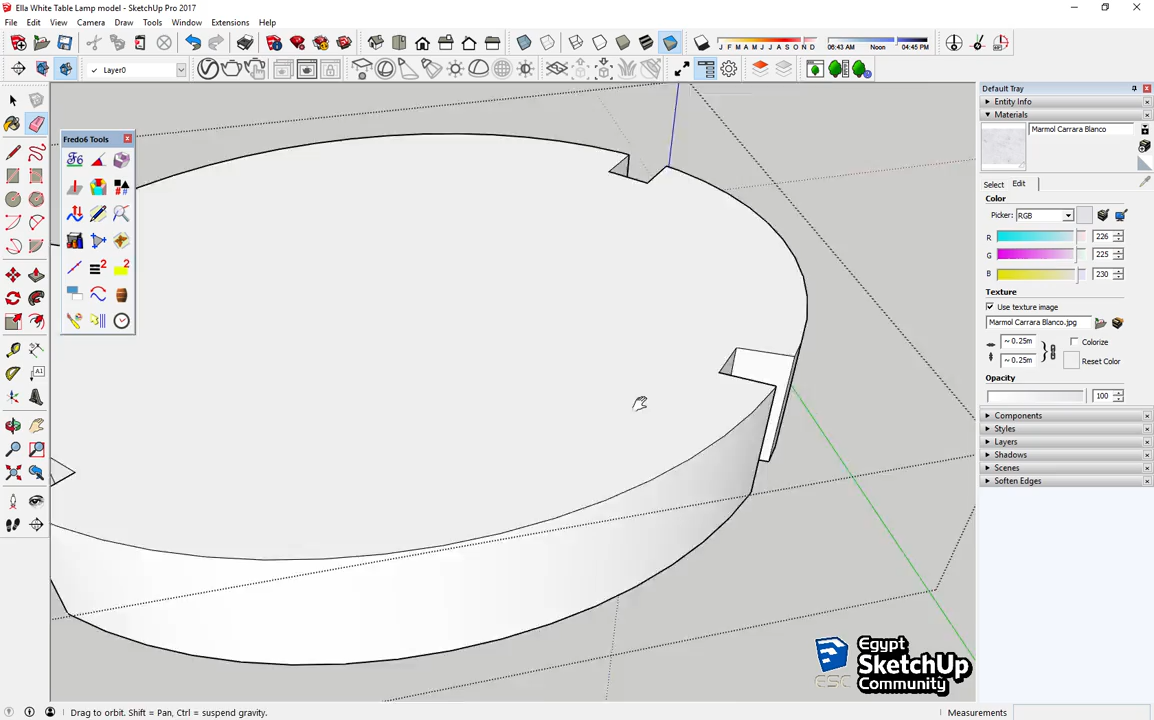 Ella White Table Lamp model - SketchUp Pro 2017
File Edit View Camera Draw Tools Window Extensions Help
J F M A M J J A S O N D
06:43 AM Noon 04:45 PM
Layer0
Fredo6 Tools
Default Tray
Entity Info
Materials
Marmol Carrara Blanco
Select Edit
Color
Picker: RGB
R 226
G 225
B 230
Texture
Use texture image
Marmol Carrara Blanco.jpg
~ 0.25m
Colorize
~ 0.25m
Reset Color
Opacity
100
Components
Styles
Layers
Shadows
Scenes
Soften Edges
Egypt
SketchUp
Community
ESC
Drag to orbit. Shift = Pan, Ctrl = suspend gravity.
Measurements